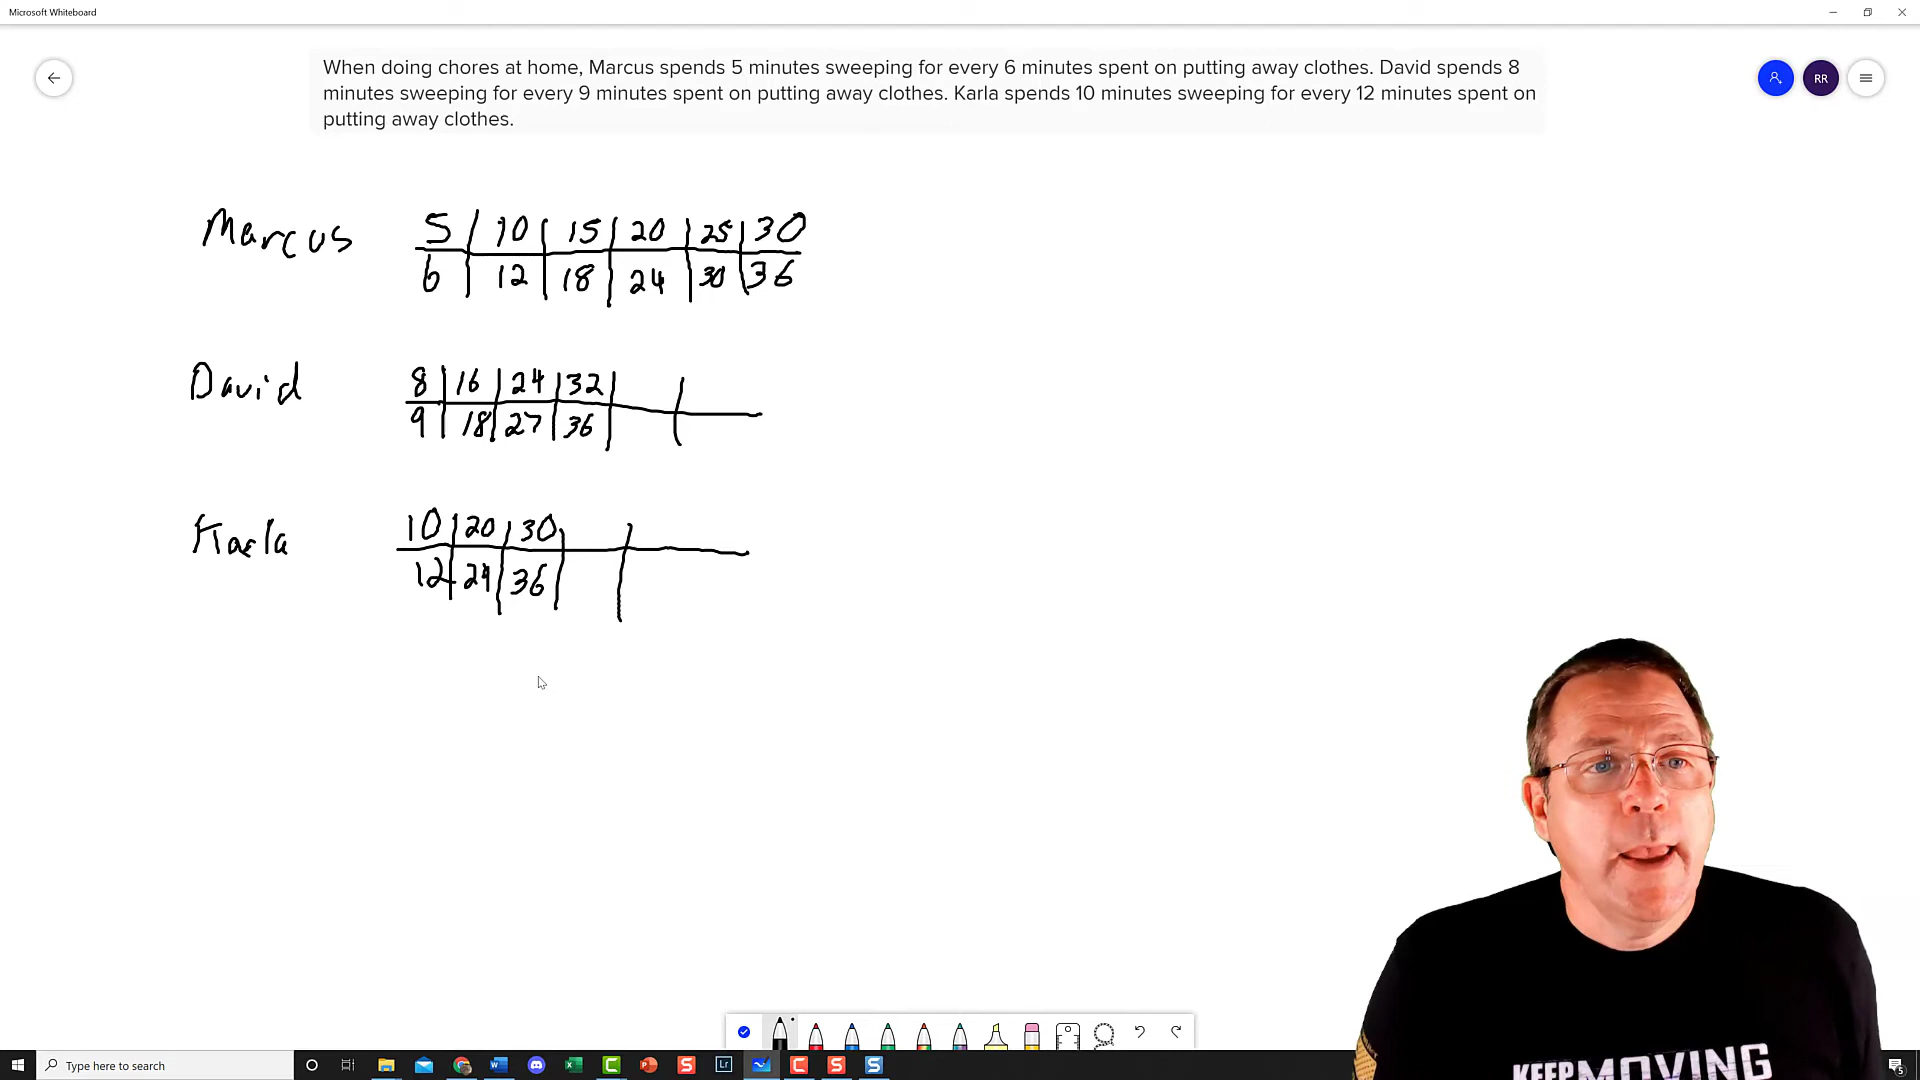 Microsoft Whiteboard
When doing chores at home, Marcus spends 5 minutes sweeping for every 6 minutes spent on putting away clothes. David spends 8
minutes sweeping for every 9 minutes spent on putting away clothes. Karla spends 10 minutes sweeping for every 12 minutes spent on
putting away clothes.
RR
Marcus 5 10 15 20 25 30
6 12 18 24 30 36
David 8 16 24 32
9 18 27 36
Karla 10 20 30
12 24 36
KEEP MOVING
Type here to search
Lr
5